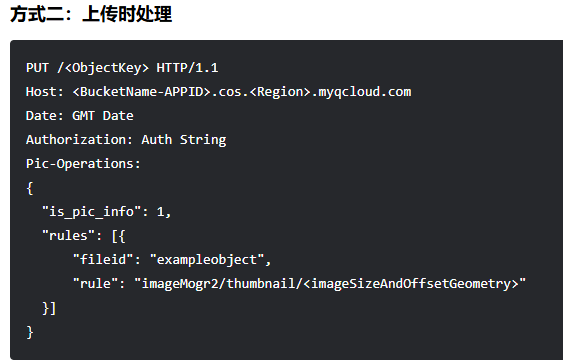 方式二：上传时处理
PUT /<ObjectKey> HTTP/1.1
Host: <BucketName-APPID>.cos.<Region>.myqcloud.com
Date: GMT Date
Authorization: Auth String
Pic-Operations:
{
  "is_pic_info": 1,
  "rules": [{
      "fileid": "exampleobject",
      "rule": "imageMogr2/thumbnail/<imageSizeAndOffsetGeometry>"
  }]
}